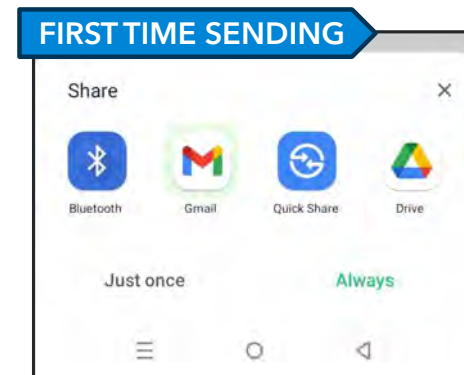 FIRST TIME SENDING
Share
Bluetooth Gmail Quick Share Drive
Just once Always